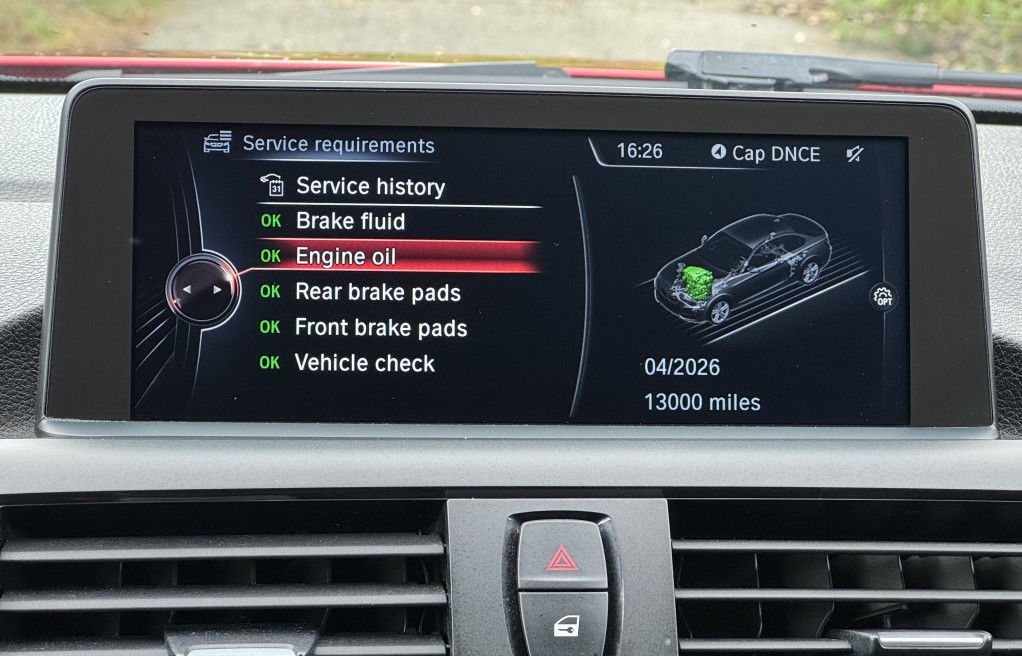 Service requirements
16:26
Cap DNCE
31
Service history
OK Brake fluid
OK Engine oil
OK Rear brake pads
OK Front brake pads
OK Vehicle check
OPT
04/2026
13000 miles